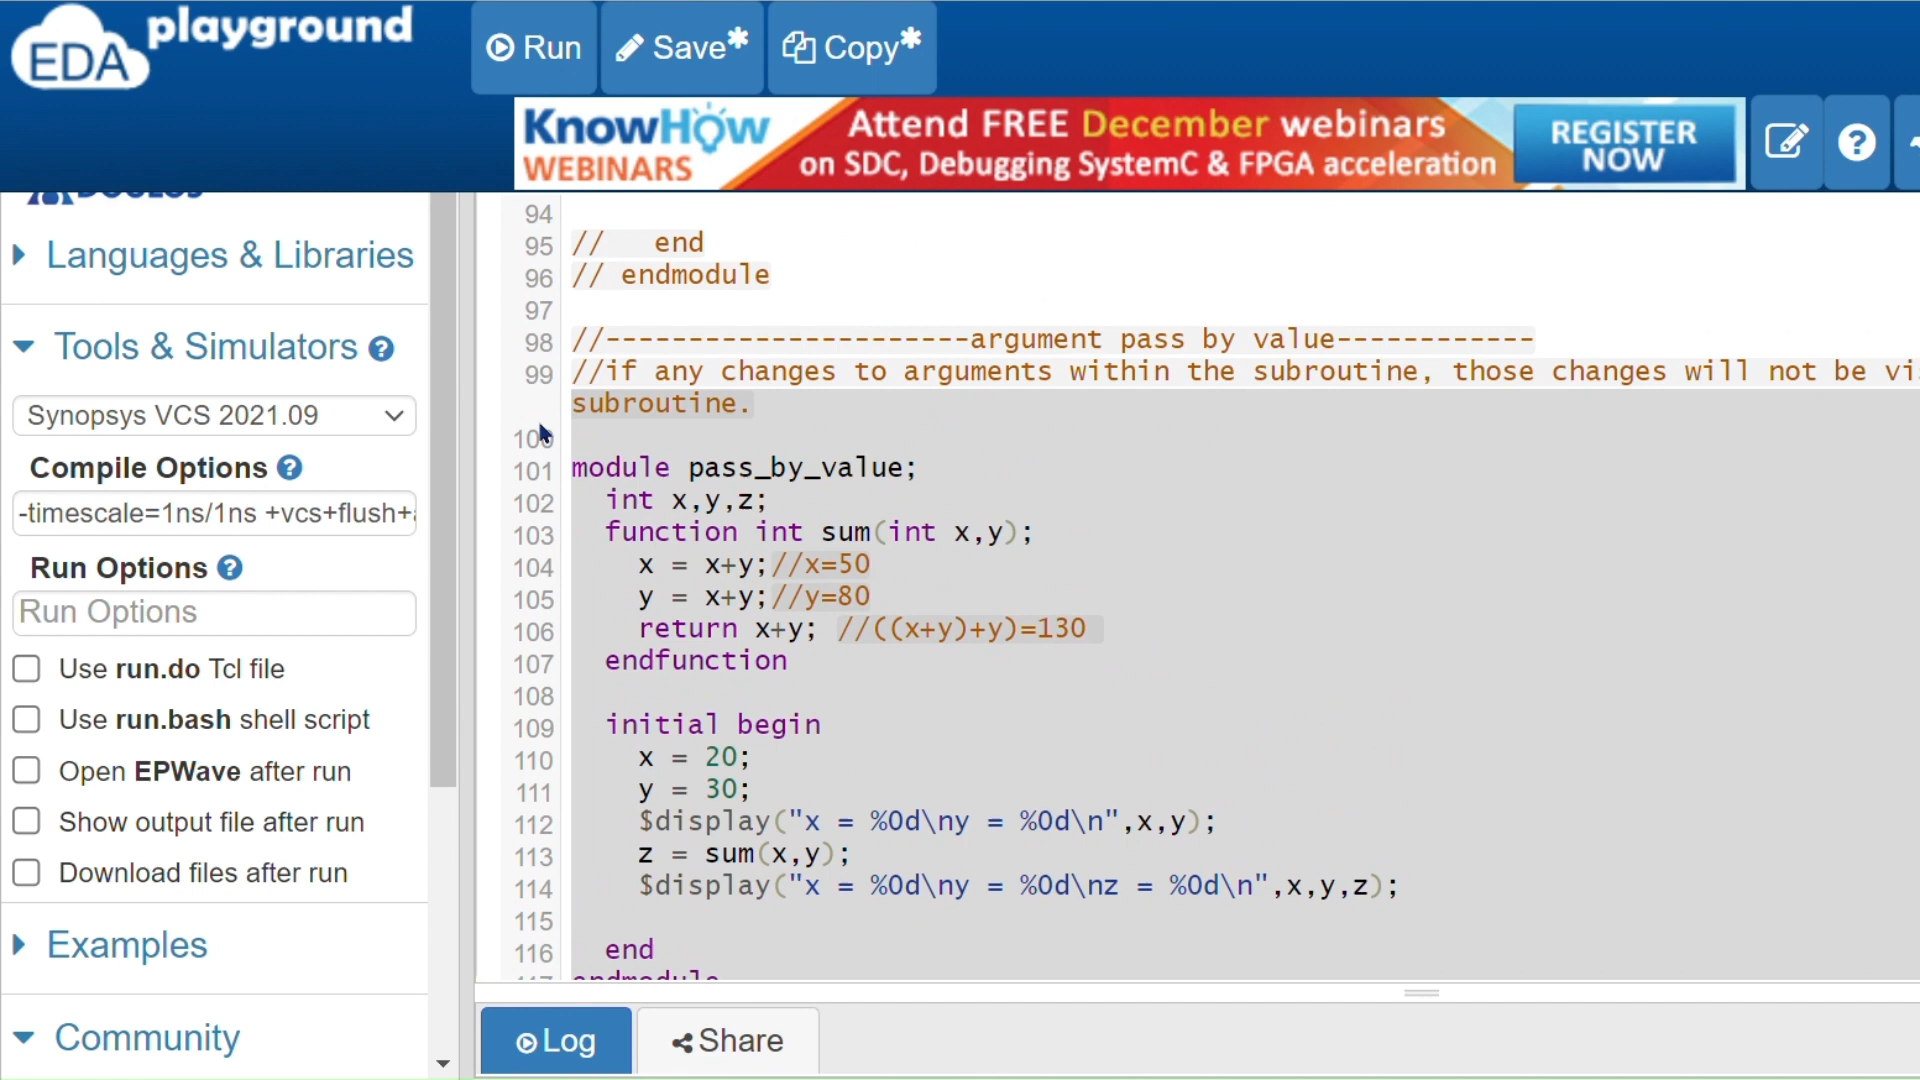 EDA playground
Run
Save*
Copy*
KnowHow
WEBINARS
Attend FREE December webinars
on SDC, Debugging SystemC & FPGA acceleration
REGISTER
NOW
Languages & Libraries
Tools & Simulators
Synopsys VCS 2021.09
Compile Options
-timescale=1ns/1ns +vcs+flush+
Run Options
Run Options
Use run.do Tcl file
Use run.bash shell script
Open EPWave after run
Show output file after run
Download files after run
Examples
Community
94
95 //   end
96 // endmodule
97
98 //----------------------argument pass by value------------
99 //if any changes to arguments within the subroutine, those changes will not be
subroutine.
100
101 module pass_by_value;
102   int x,y,z;
103   function int sum(int x,y);
104     x = x+y;//x=50
105     y = x+y;//y=80
106     return x+y; //((x+y)+y)=130
107   endfunction
108
109   initial begin
110     x = 20;
111     y = 30;
112     $display("x = %0d\ny = %0d\n",x,y);
113     z = sum(x,y);
114     $display("x = %0d\ny = %0d\nz = %0d\n",x,y,z);
115
116   end
endmodule
Log
Share